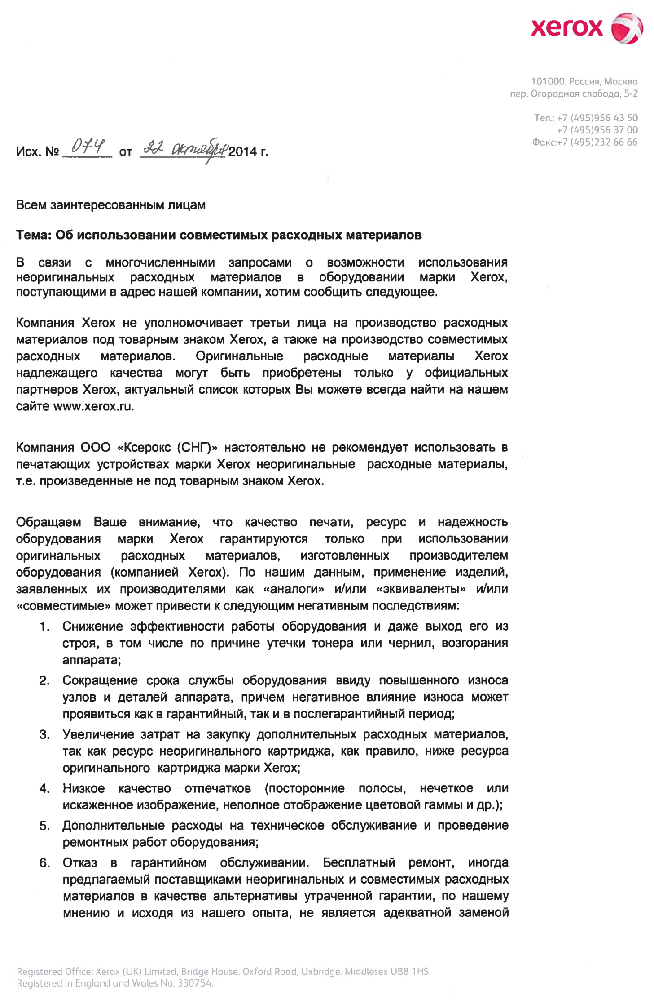 xerox
101000, Россия, Москва
пер. Огородная слобода, 5-2
Тел.: +7 (495)956 43 50
+7 (495)956 37 00
Факс:+7 (495)232 66 66
Исх. № 074 от 22 октября 2014 г.
Всем заинтересованным лицам
Тема: Об использовании совместимых расходных материалов
В связи с многочисленными запросами о возможности использования
неоригинальных расходных материалов в оборудовании марки Xerox,
поступающими в адрес нашей компании, хотим сообщить следующее.
Компания Xerox не уполномочивает третьи лица на производство расходных
материалов под товарным знаком Xerox, а также на производство совместимых
расходных материалов. Оригинальные расходные материалы Xerox
надлежащего качества могут быть приобретены только у официальных
партнеров Xerox, актуальный список которых Вы можете всегда найти на нашем
сайте www.xerox.ru.
Компания ООО «Ксерокс (СНГ)» настоятельно не рекомендует использовать в
печатающих устройствах марки Xerox неоригинальные расходные материалы,
т.е. произведенные не под товарным знаком Xerox.
Обращаем Ваше внимание, что качество печати, ресурс и надежность
оборудования марки Xerox гарантируются только при использовании
оригинальных расходных материалов, изготовленных производителем
оборудования (компанией Xerox). По нашим данным, применение изделий,
заявленных их производителями как «аналоги» и/или «эквиваленты» и/или
«совместимые» может привести к следующим негативным последствиям:
1. Снижение эффективности работы оборудования и даже выход его из
строя, в том числе по причине утечки тонера или чернил, возгорания
аппарата;
2. Сокращение срока службы оборудования ввиду повышенного износа
узлов и деталей аппарата, причем негативное влияние износа может
проявиться как в гарантийный, так и в послегарантийный период;
3. Увеличение затрат на закупку дополнительных расходных материалов,
так как ресурс неоригинального картриджа, как правило, ниже ресурса
оригинального картриджа марки Xerox;
4. Низкое качество отпечатков (посторонние полосы, нечеткое или
искаженное изображение, неполное отображение цветовой гаммы и др.);
5. Дополнительные расходы на техническое обслуживание и проведение
ремонтных работ оборудования;
6. Отказ в гарантийном обслуживании. Бесплатный ремонт, иногда
предлагаемый поставщиками неоригинальных и совместимых расходных
материалов в качестве альтернативы утраченной гарантии, по нашему
мнению и исходя из нашего опыта, не является адекватной заменой
Registered Office: Xerox (UK) Limited, Bridge House, Oxford Road, Uxbridge, Middlesex UB8 1HS.
Registered in England and Wales No. 330754.